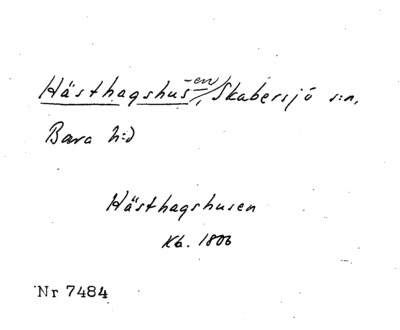 Hästhagshus-en, Skabersjö s:n,
Bara h:d
Hästhagshusen
Kb. 1806
Nr 7484